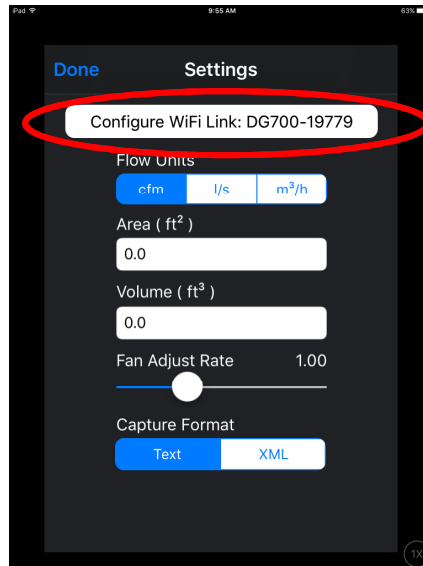 iPad 9:55 AM 63%
Done Settings
Configure WiFi Link: DG700-19779
Flow Units
cfm l/s m³/h
Area ( ft² )
0.0
Volume ( ft³ )
0.0
Fan Adjust Rate 1.00
Capture Format
Text XML
1X